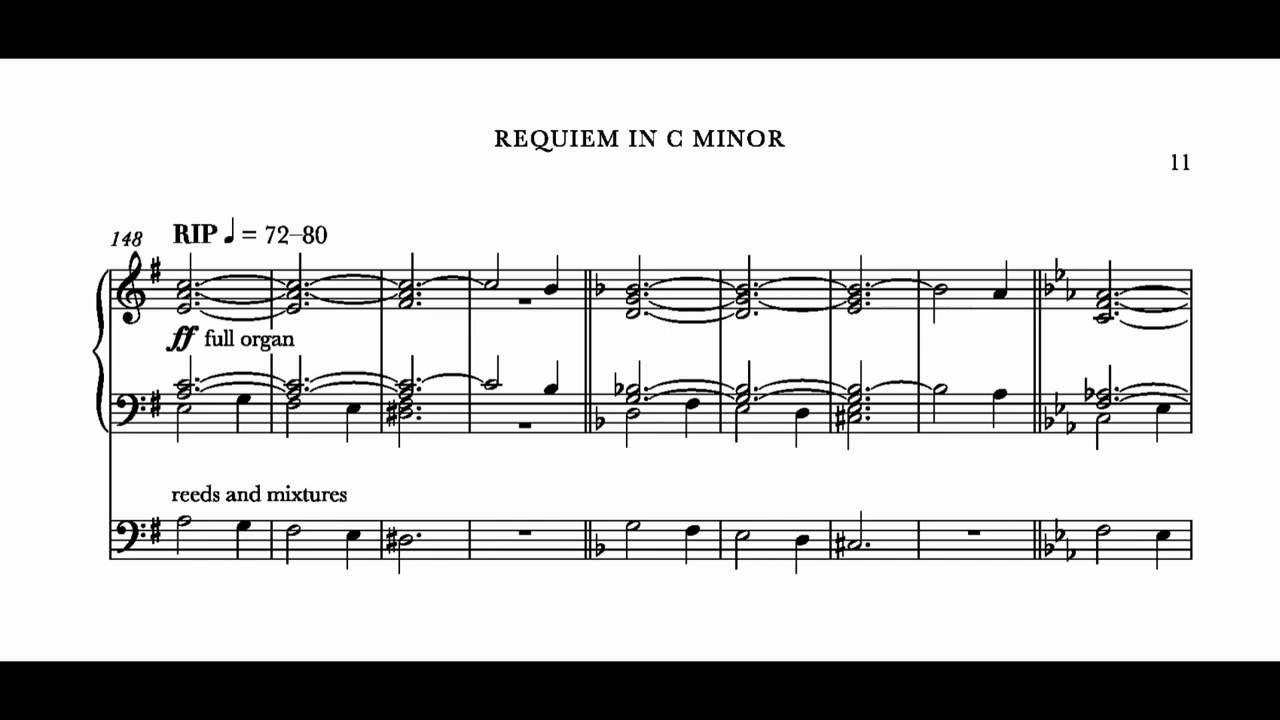 REQUIEM IN C MINOR
11
148 RIP ♩ = 72–80
ff full organ
reeds and mixtures